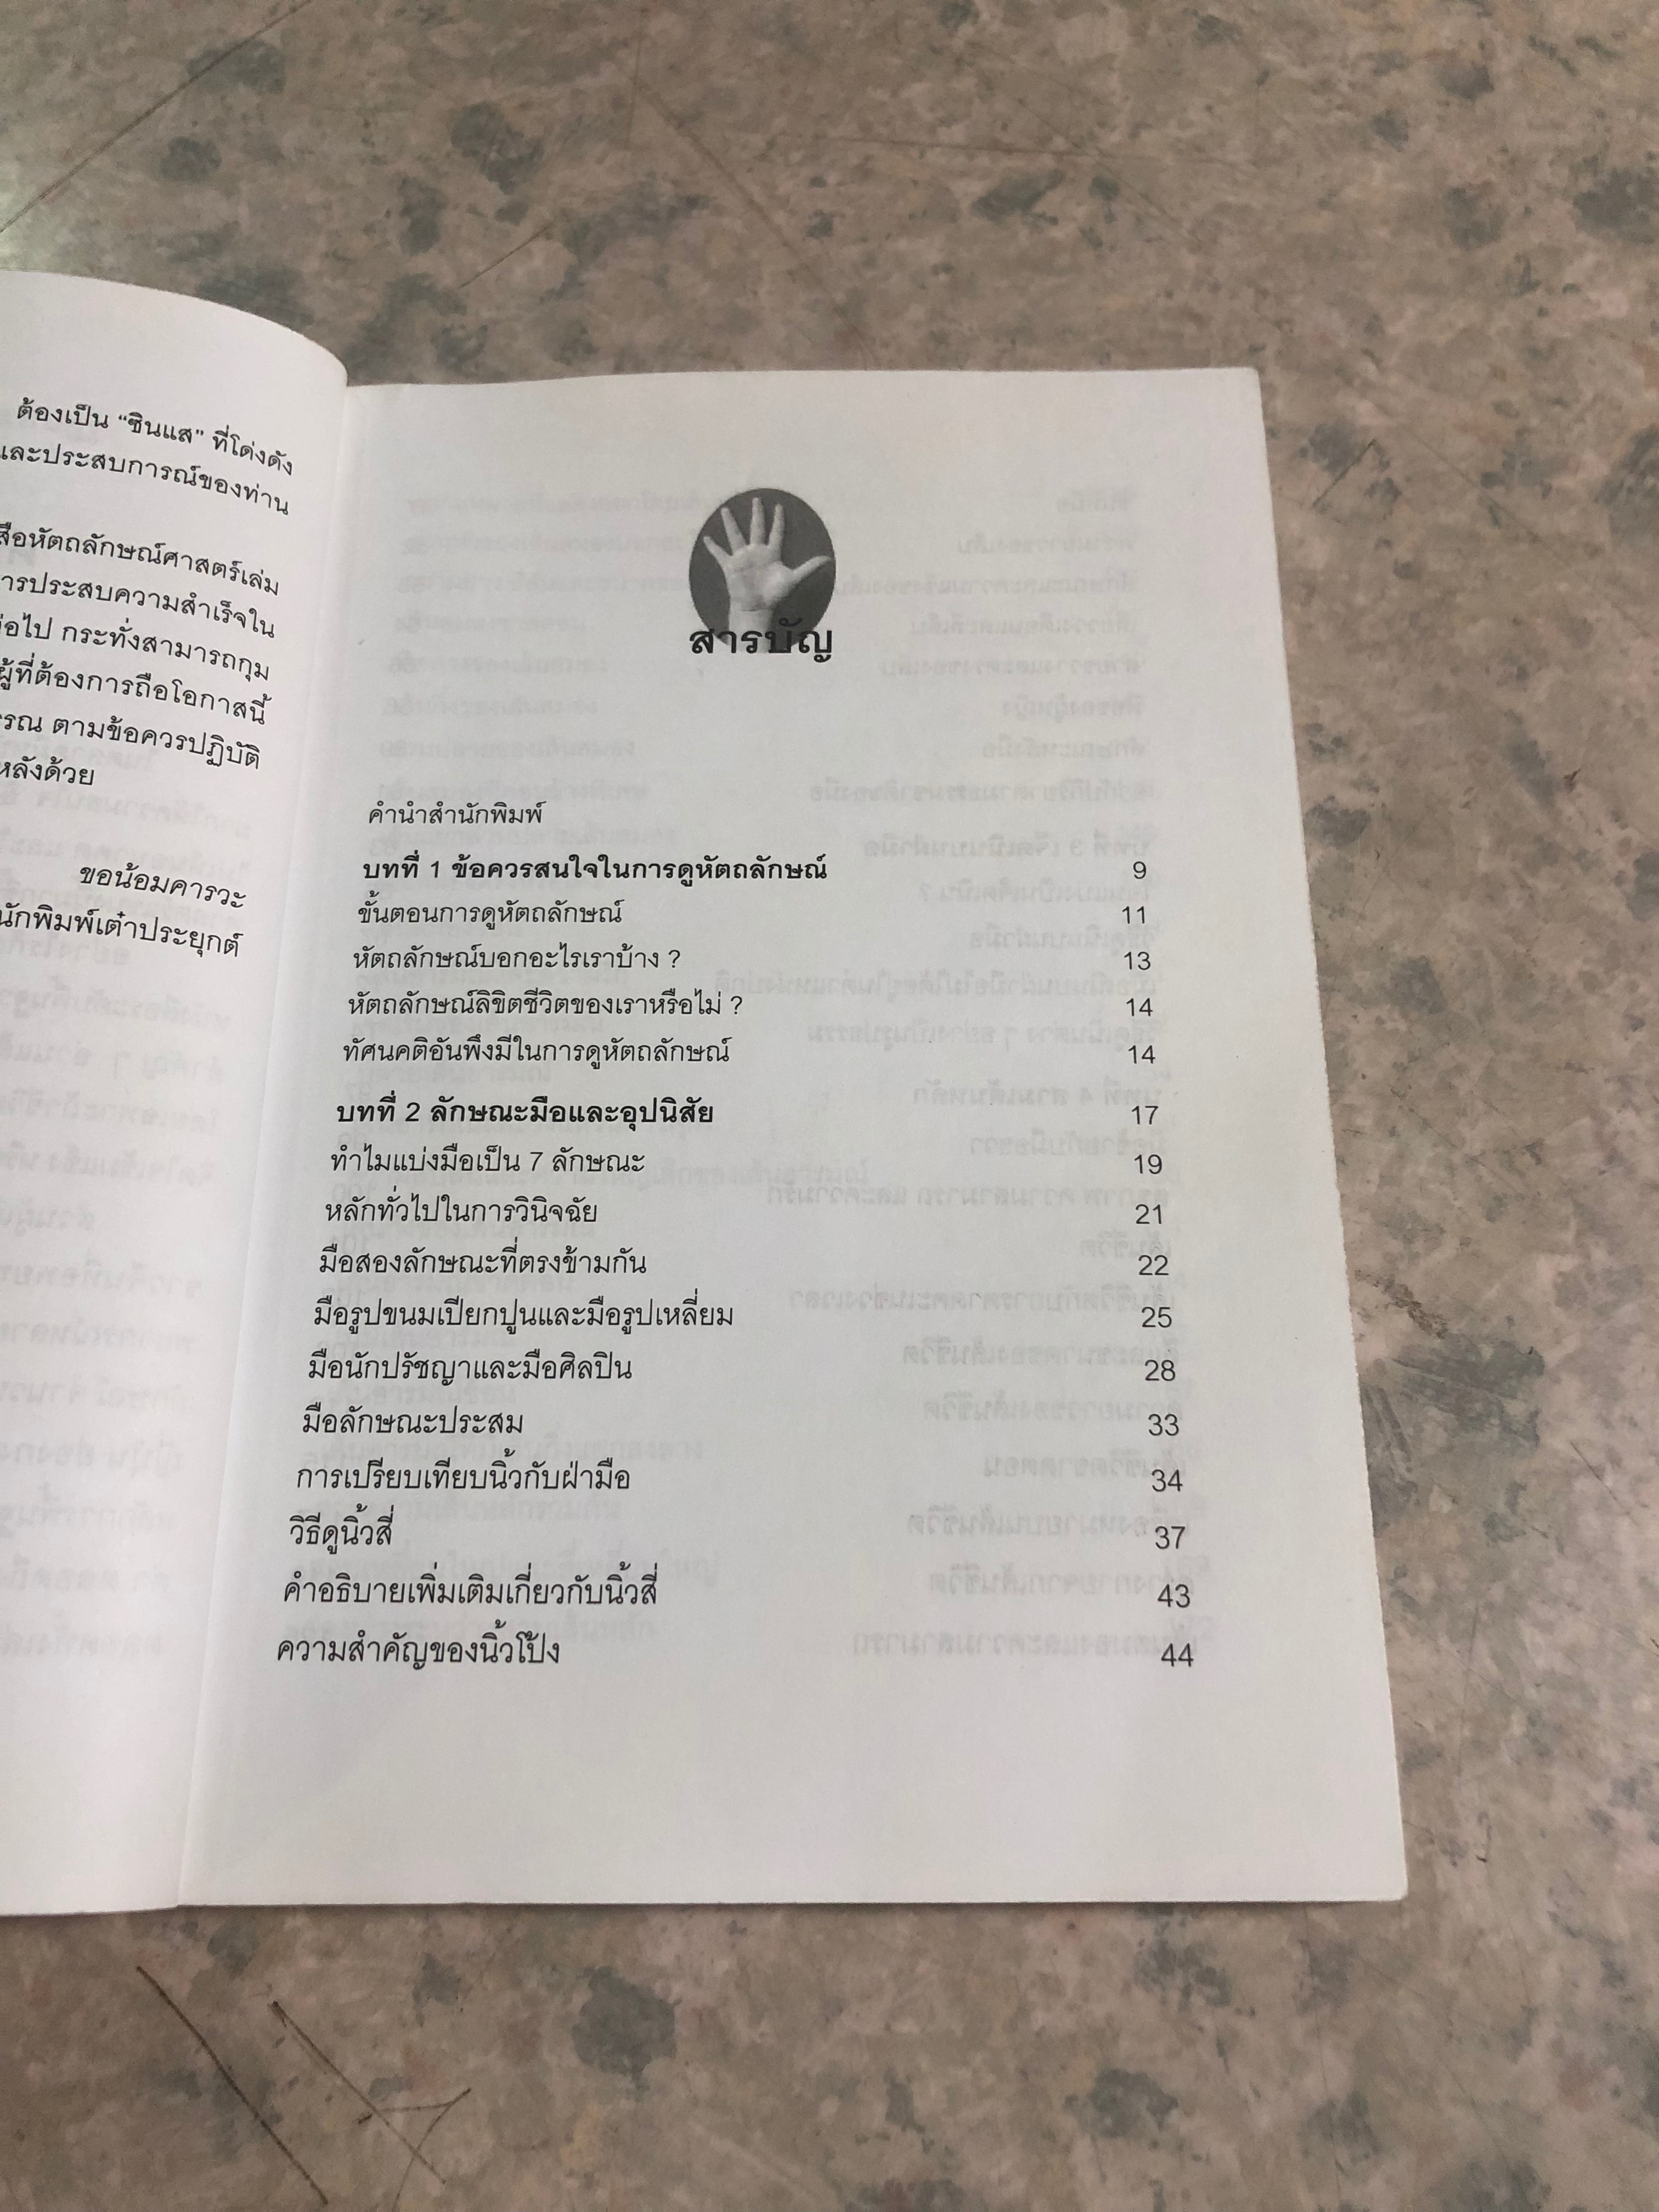 ต้องเป็น “ซินแส” ที่โด่งดัง
และประสบการณ์ของท่าน
หัตถลักษณ์ศาสตร์เล่ม
ารประสบความสำเร็จใน
่อไป กระทั่งสามารถกุม
ผู้ที่ต้องการถือโอกาสนี้
รณ ตามข้อควรปฏิบัติ
หลังด้วย
ขอน้อมคารวะ
นักพิมพ์เต๋าประยุกต์
สารบัญ
คำนำสำนักพิมพ์
บทที่ 1 ข้อควรสนใจในการดูหัตถลักษณ์ 9
ขั้นตอนการดูหัตถลักษณ์ 11
หัตถลักษณ์บอกอะไรเราบ้าง ? 13
หัตถลักษณ์ลิขิตชีวิตของเราหรือไม่ ? 14
ทัศนคติอันพึงมีในการดูหัตถลักษณ์ 14
บทที่ 2 ลักษณะมือและอุปนิสัย 17
ทำไมแบ่งมือเป็น 7 ลักษณะ 19
หลักทั่วไปในการวินิจฉัย 21
มือสองลักษณะที่ตรงข้ามกัน 22
มือรูปขนมเปียกปูนและมือรูปเหลี่ยม 25
มือนักปรัชญาและมือศิลปิน 28
มือลักษณะประสม 33
การเปรียบเทียบนิ้วกับฝ่ามือ 34
วิธีดูนิ้วสี่ 37
คำอธิบายเพิ่มเติมเกี่ยวกับนิ้วสี่ 43
ความสำคัญของนิ้วโป้ง 44